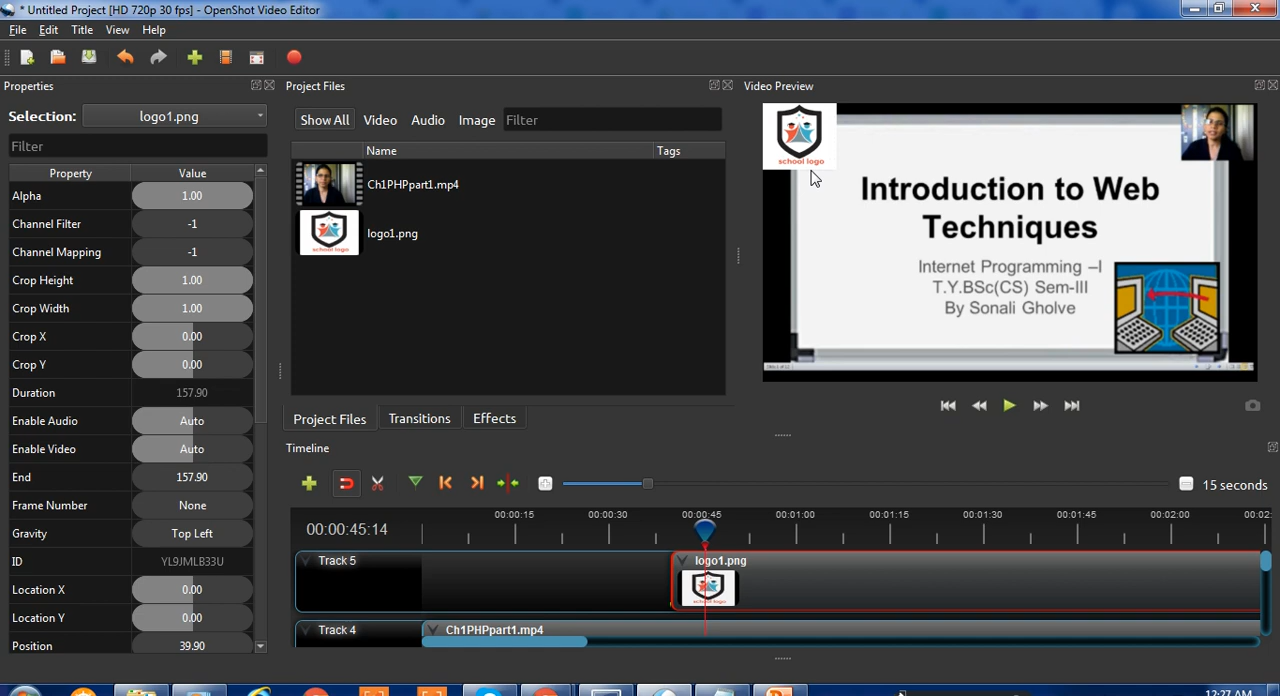 * Untitled Project [HD 720p 30 fps] - OpenShot Video Editor
File Edit Title View Help
Properties
Project Files
Video Preview
Selection: logo1.png
Filter
Property Value
Alpha 1.00
Channel Filter -1
Channel Mapping -1
Crop Height 1.00
Crop Width 1.00
Crop X 0.00
Crop Y 0.00
Duration 157.90
Enable Audio Auto
Enable Video Auto
End 157.90
Frame Number None
Gravity Top Left
ID YL9JMLB33U
Location X 0.00
Location Y 0.00
Position 39.90
Show All Video Audio Image Filter
Name Tags
Ch1PHPpart1.mp4
school logo
logo1.png
Project Files Transitions Effects
school logo
Introduction to Web
Techniques
Internet Programming –I
T.Y.BSc(CS) Sem-III
By Sonali Gholve
Timeline
15 seconds
00:00:45:14
00:00:15 00:00:30 00:00:45 00:01:00 00:01:15 00:01:30 00:01:45 00:02:00 00:02:
Track 5
logo1.png
school logo
Track 4
Ch1PHPpart1.mp4
12:27 AM